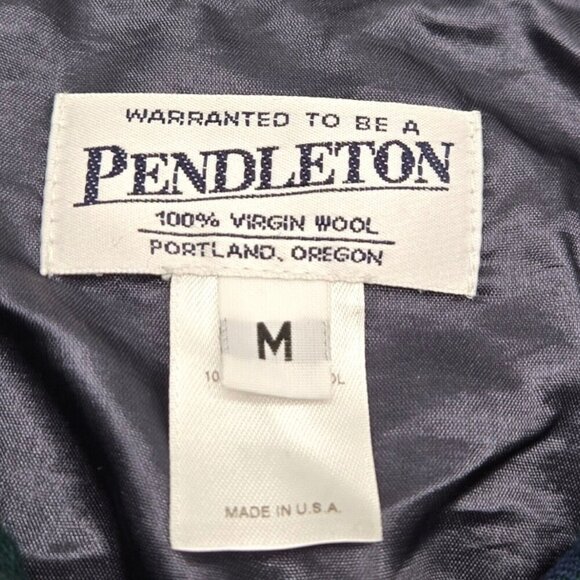 WARRANTED TO BE A
PENDLETON
100% VIRGIN WOOL
PORTLAND, OREGON
M
MADE IN U.S.A.